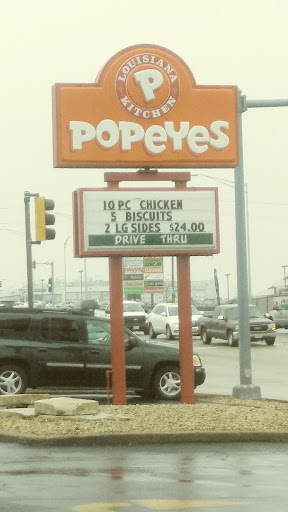 LOUISIANA
P
KITCHEN
POPEYES
10 PC CHICKEN
5 BISCUITS
2 LG SIDES $24.00
DRIVE THRU